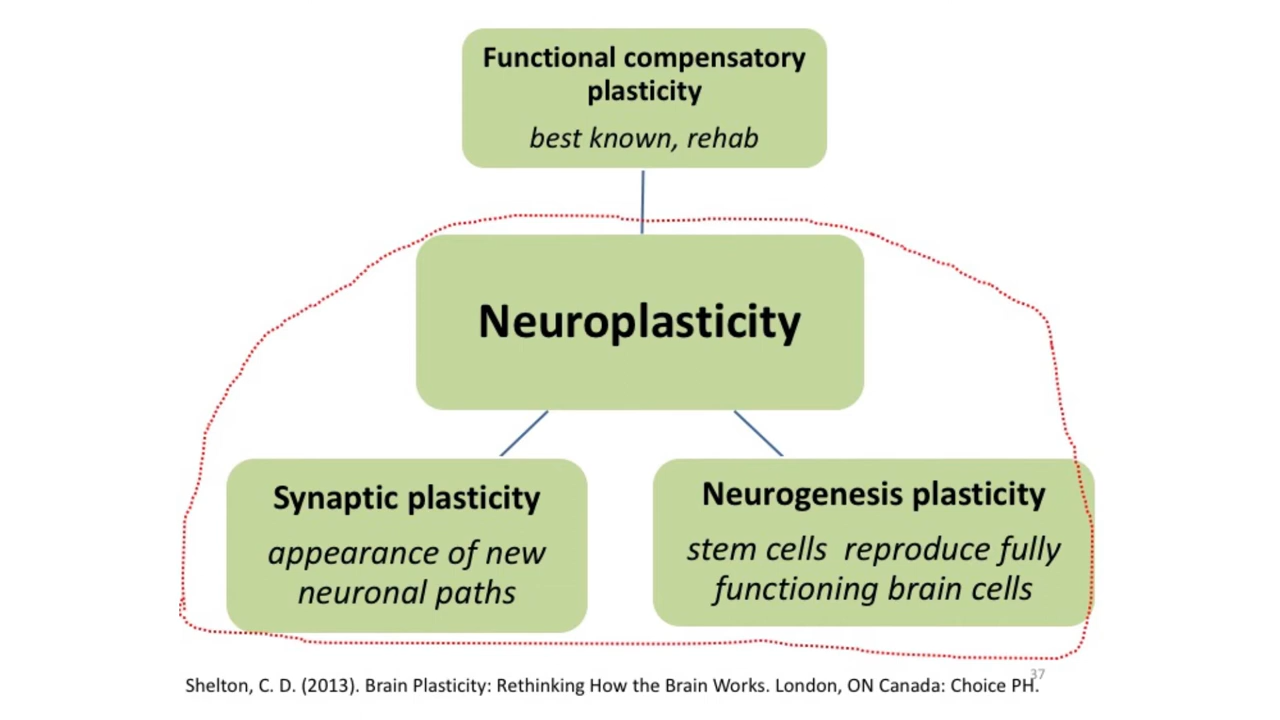 Functional compensatory
plasticity
best known, rehab
Neuroplasticity
Synaptic plasticity
appearance of new
neuronal paths
Neurogenesis plasticity
stem cells  reproduce fully
functioning brain cells
37
Shelton, C. D. (2013). Brain Plasticity: Rethinking How the Brain Works. London, ON Canada: Choice PH.